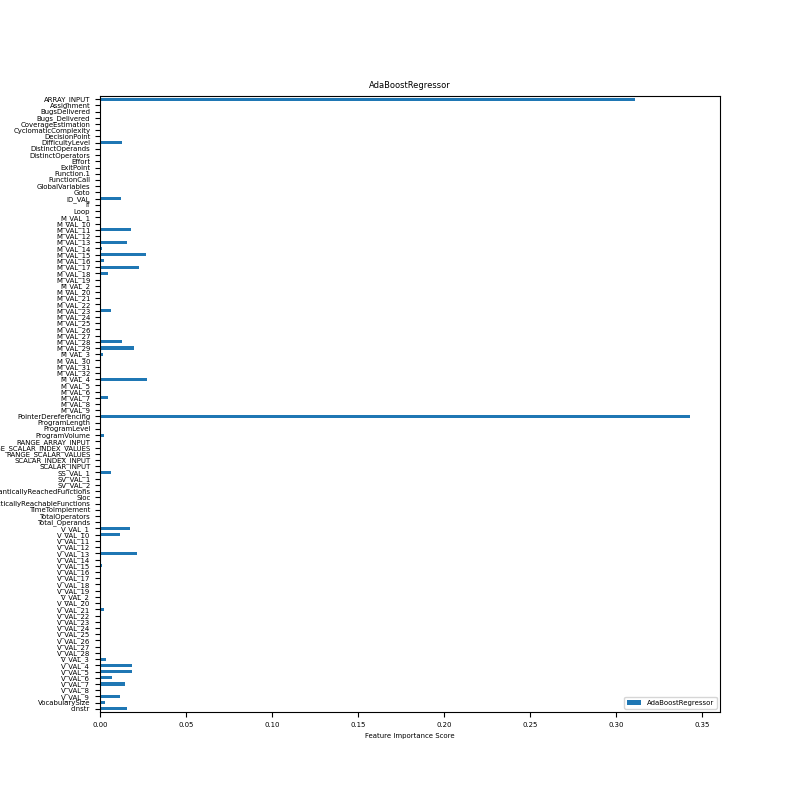 AdaBoostRegressor
ARRAY_INPUT
Assignment
BugsDelivered
Bugs_Delivered
CoverageEstimation
CyclomaticComplexity
DecisionPoint
DifficultyLevel
DistinctOperands
DistinctOperators
Effort
ExitPoint
Function.1
FunctionCall
GlobalVariables
Goto
ID_VAL
If
Loop
M_VAL_1
M_VAL_10
M_VAL_11
M_VAL_12
M_VAL_13
M_VAL_14
M_VAL_15
M_VAL_16
M_VAL_17
M_VAL_18
M_VAL_19
M_VAL_2
M_VAL_20
M_VAL_21
M_VAL_22
M_VAL_23
M_VAL_24
M_VAL_25
M_VAL_26
M_VAL_27
M_VAL_28
M_VAL_29
M_VAL_3
M_VAL_30
M_VAL_31
M_VAL_32
M_VAL_4
M_VAL_5
M_VAL_6
M_VAL_7
M_VAL_8
M_VAL_9
PointerDereferencing
ProgramLength
ProgramLevel
ProgramVolume
RANGE_ARRAY_INPUT
E_SCALAR_INDEX_VALUES
RANGE_SCALAR_VALUES
SCALAR_INDEX_INPUT
SCALAR_INPUT
SS_VAL_1
SV_VAL_1
SV_VAL_2
anticallyReachedFunctions
Sloc
ticallyReachableFunctions
TimeToImplement
TotalOperators
Total_Operands
V_VAL_1
V_VAL_10
V_VAL_11
V_VAL_12
V_VAL_13
V_VAL_14
V_VAL_15
V_VAL_16
V_VAL_17
V_VAL_18
V_VAL_19
V_VAL_2
V_VAL_20
V_VAL_21
V_VAL_22
V_VAL_23
V_VAL_24
V_VAL_25
V_VAL_26
V_VAL_27
V_VAL_28
V_VAL_3
V_VAL_4
V_VAL_5
V_VAL_6
V_VAL_7
V_VAL_8
V_VAL_9
VocabularySize
cinstr
AdaBoostRegressor
0.00 0.05 0.10 0.15 0.20 0.25 0.30 0.35
Feature Importance Score